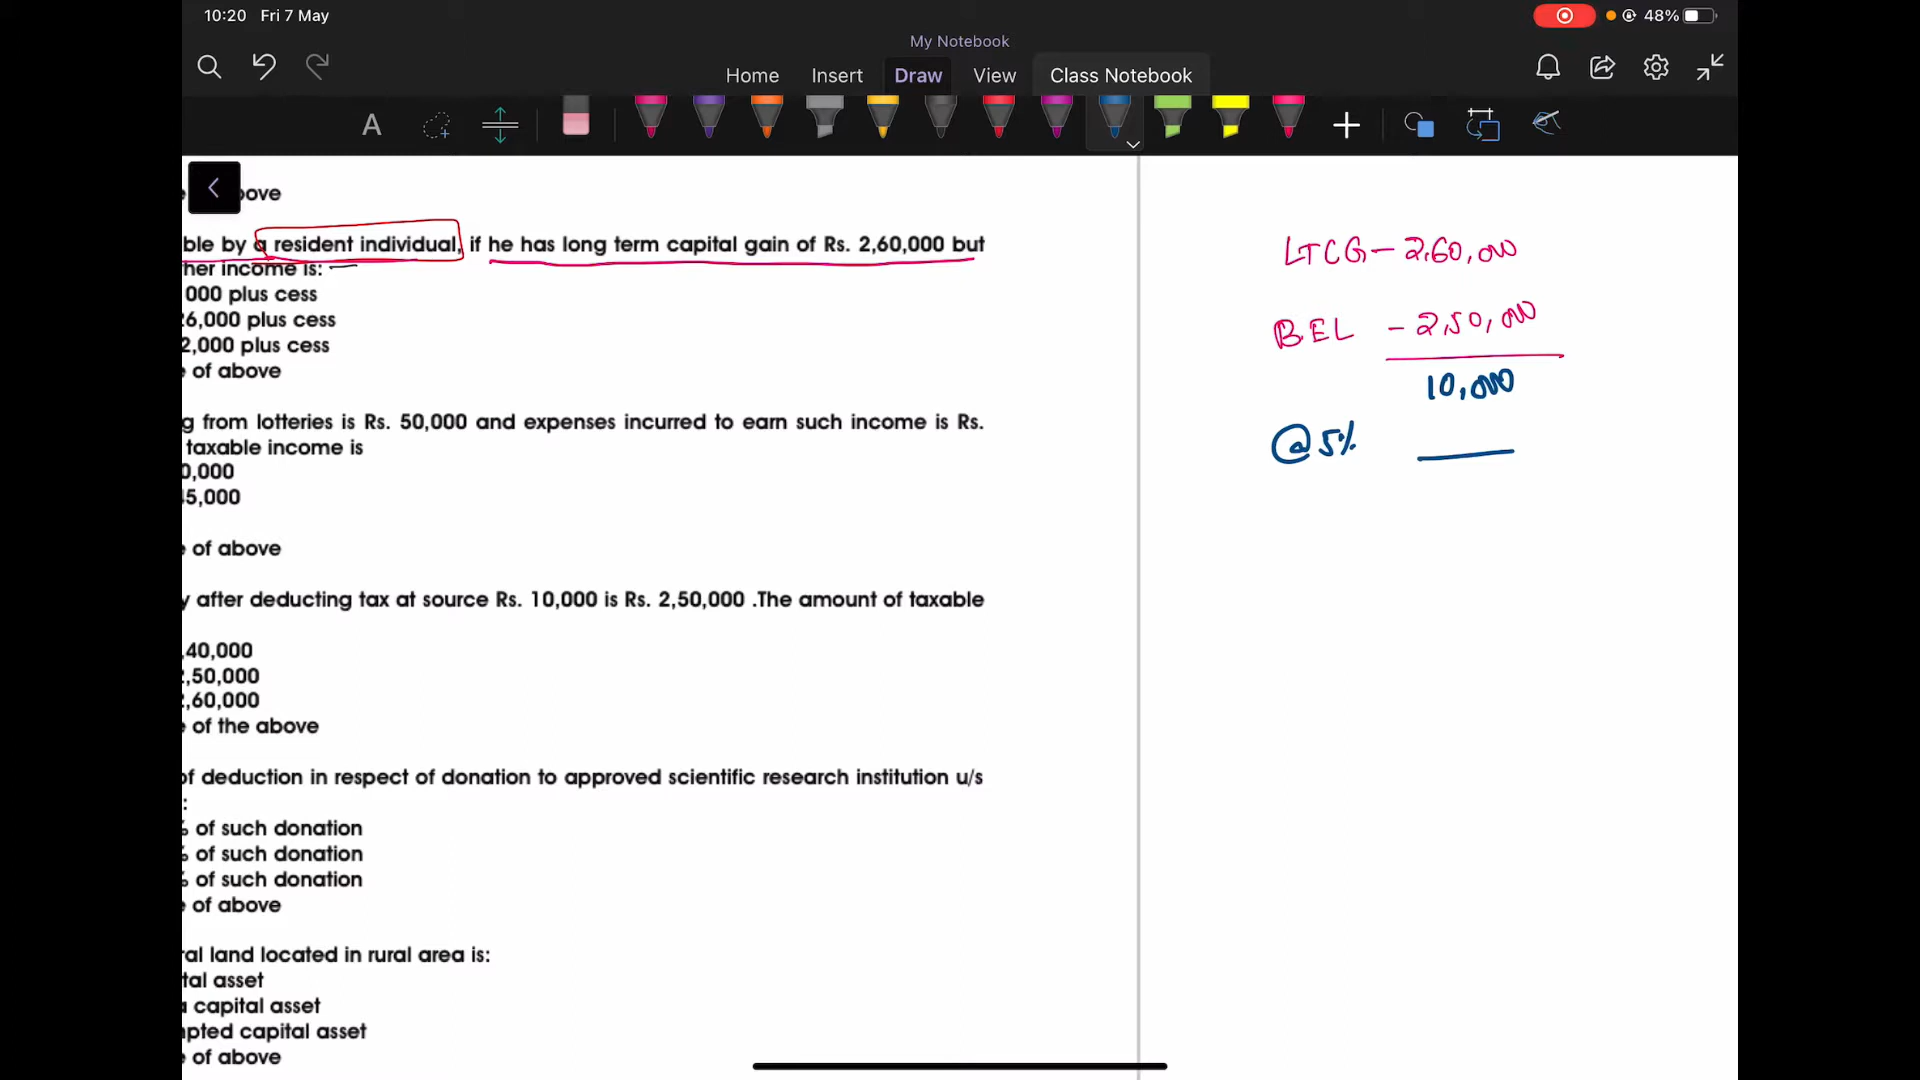 10:20 Fri 7 May
48%
My Notebook
Home Insert Draw View Class Notebook
A
ove
ble by a resident individual, if he has long term capital gain of Rs. 2,60,000 but
her income is:
000 plus cess
26,000 plus cess
2,000 plus cess
of above
g from lotteries is Rs. 50,000 and expenses incurred to earn such income is Rs.
taxable income is
0,000
45,000
of above
y after deducting tax at source Rs. 10,000 is Rs. 2,50,000 .The amount of taxable
,40,000
2,50,000
2,60,000
of the above
of deduction in respect of donation to approved scientific research institution u/s
:
% of such donation
% of such donation
% of such donation
of above
ral land located in rural area is:
tal asset
a capital asset
mpted capital asset
of above
LTCG - 2,60,000
BEL - 2,50,000
10,000
@ 5%